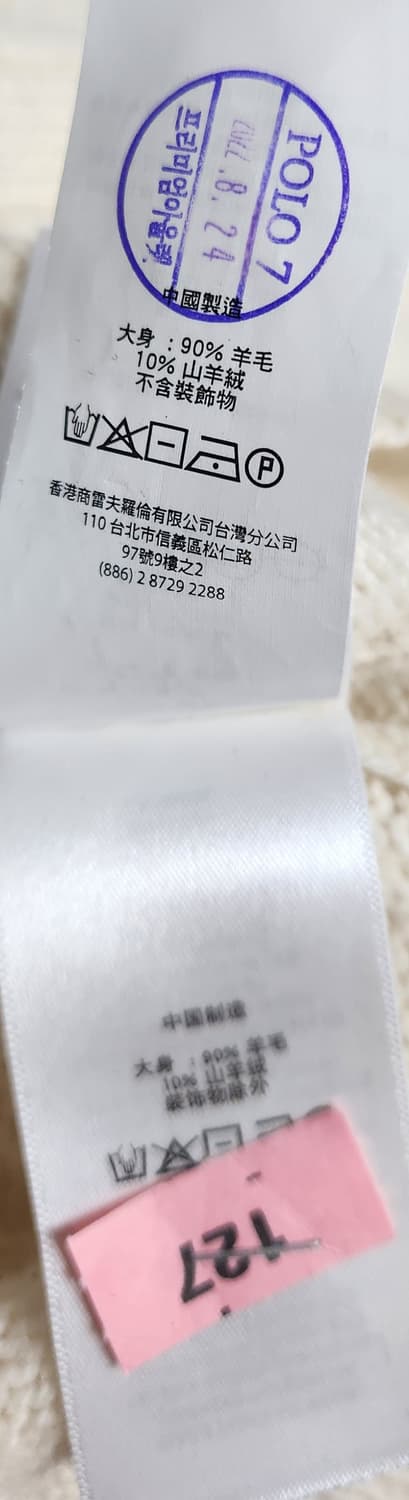 POLO 7
2022.8.24
프리미엄아울렛
中國製造
大身 : 90% 羊毛
10% 山羊絨
不含裝飾物
P
香港商雷夫羅倫有限公司台灣分公司
110 台北市信義區松仁路
97號9樓之2
(886) 2 8729 2288
中国制造
大身 : 90% 羊毛
10% 山羊绒
装饰物除外
127